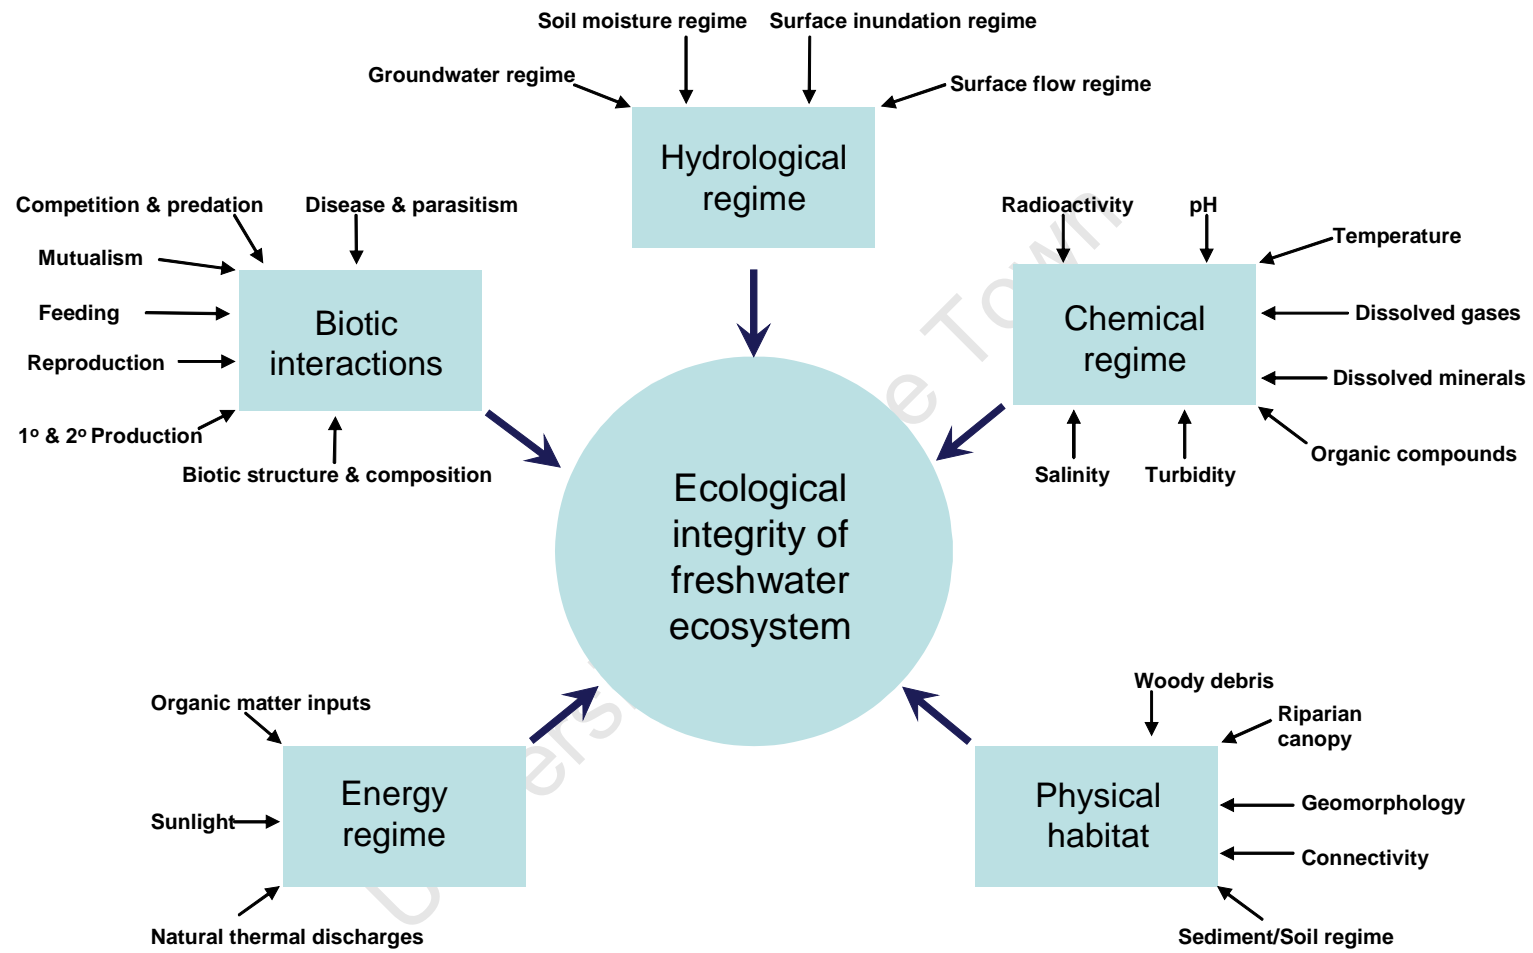 Soil moisture regime
Surface inundation regime
Groundwater regime
Surface flow regime
Hydrological
regime
Competition & predation
Disease & parasitism
Mutualism
Feeding
Reproduction
1º & 2º Production
Biotic structure & composition
Biotic
interactions
Radioactivity
pH
Temperature
Dissolved gases
Dissolved minerals
Organic compounds
Salinity
Turbidity
Chemical
regime
Ecological
integrity of
freshwater
ecosystem
Organic matter inputs
Sunlight
Natural thermal discharges
Energy
regime
Woody debris
Riparian
canopy
Geomorphology
Connectivity
Sediment/Soil regime
Physical
habitat
Town